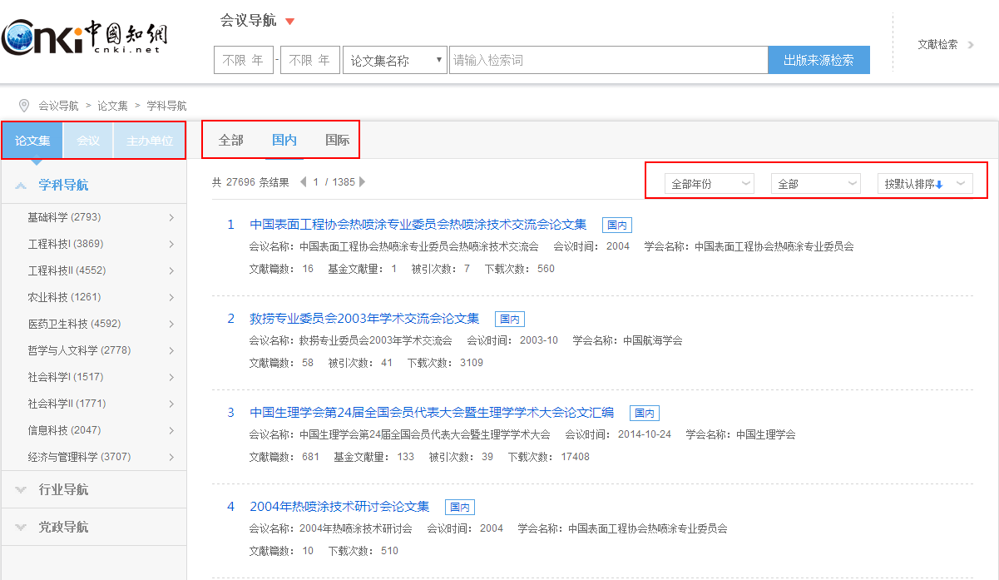 Cnki 中國知網
cnki.net
会议导航
不限 年 - 不限 年 论文集名称 请输入检索词 出版来源检索
文献检索 >
会议导航 > 论文集 > 学科导航
论文集 会议 主办单位
全部 国内 国际
学科导航
基础科学 (2793)
工程科技I (3869)
工程科技II (4552)
农业科技 (1261)
医药卫生科技 (4592)
哲学与人文科学 (2778)
社会科学I (1517)
社会科学II (1771)
信息科技 (2047)
经济与管理科学 (3707)
行业导航
党政导航
共 27696 条结果 1 / 1385
全部年份 全部 按默认排序
1 中国表面工程协会热喷涂专业委员会热喷涂技术交流会论文集 国内
会议名称：中国表面工程协会热喷涂专业委员会热喷涂技术交流会 会议时间： 2004 学会名称：中国表面工程协会热喷涂专业委员会
文献篇数： 16 基金文献量： 1 被引次数： 7 下载次数： 560
2 救捞专业委员会2003年学术交流会论文集 国内
会议名称：救捞专业委员会2003年学术交流会 会议时间： 2003-10 学会名称：中国航海学会
文献篇数： 58 被引次数： 41 下载次数： 3109
3 中国生理学会第24届全国会员代表大会暨生理学学术大会论文汇编 国内
会议名称：中国生理学会第24届全国会员代表大会暨生理学学术大会 会议时间： 2014-10-24 学会名称：中国生理学会
文献篇数： 681 基金文献量： 133 被引次数： 39 下载次数： 17408
4 2004年热喷涂技术研讨会论文集 国内
会议名称：2004年热喷涂技术研讨会 会议时间： 2004 学会名称：中国表面工程协会热喷涂专业委员会
文献篇数： 10 下载次数： 510